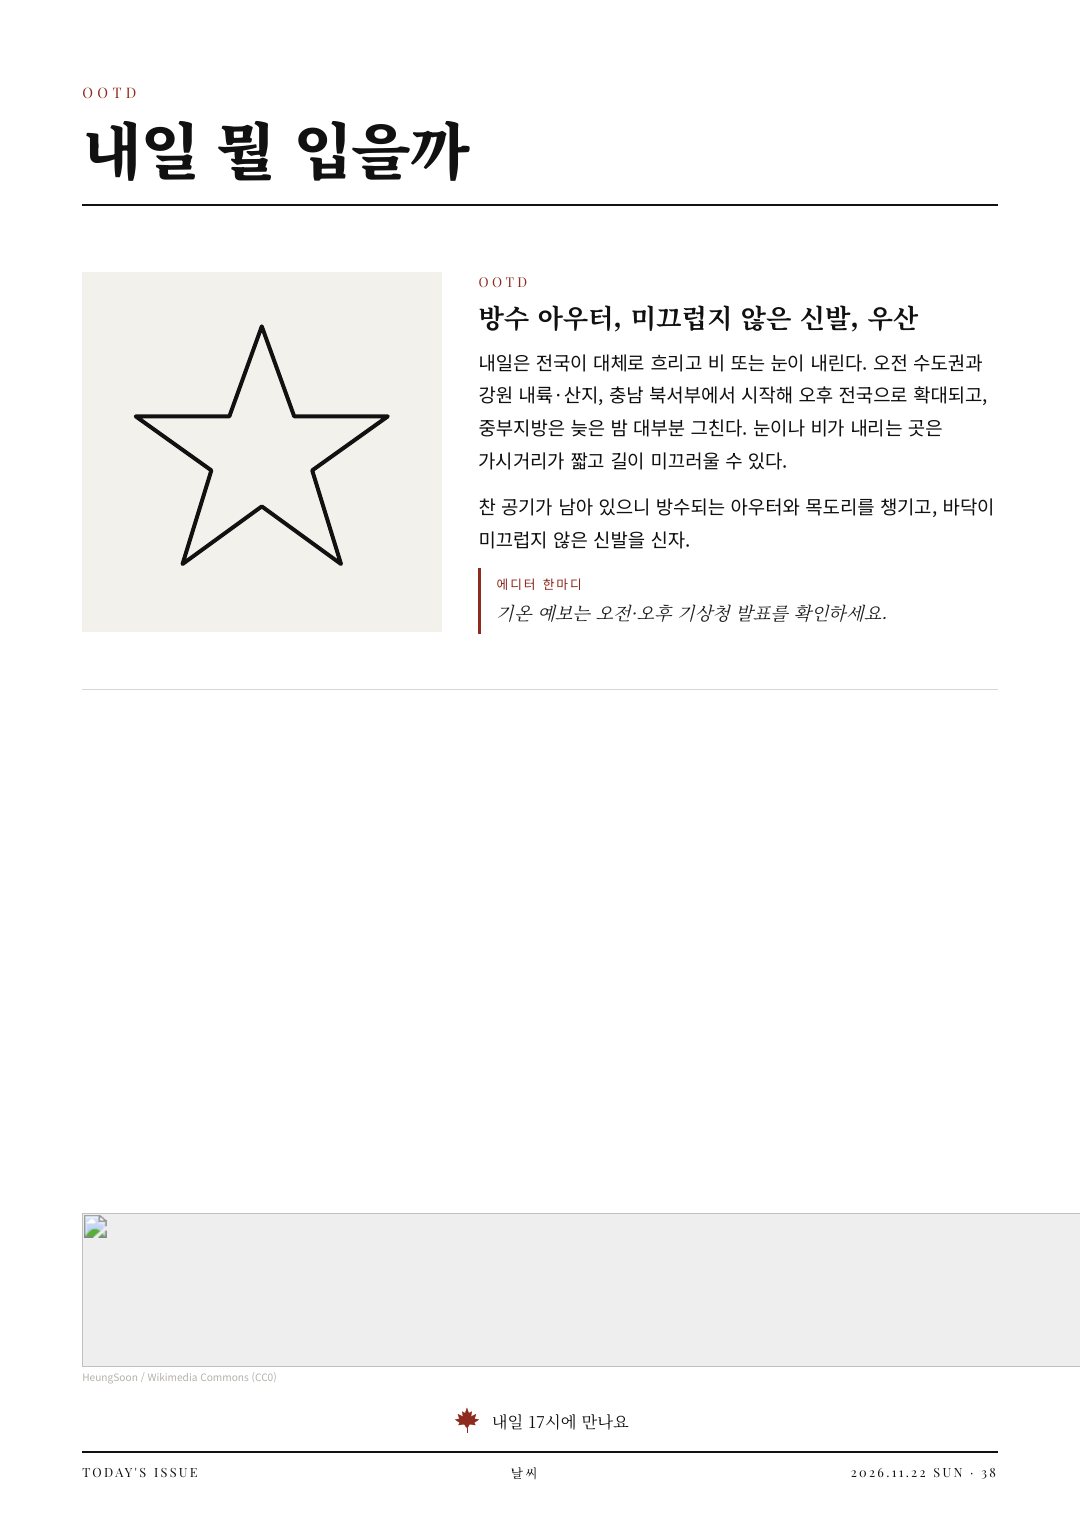 OOTD
내일 뭘 입을까
OOTD
방수 아우터, 미끄럽지 않은 신발, 우산
내일은 전국이 대체로 흐리고 비 또는 눈이 내린다. 오전 수도권과
강원 내륙·산지, 충남 북서부에서 시작해 오후 전국으로 확대되고,
중부지방은 늦은 밤 대부분 그친다. 눈이나 비가 내리는 곳은
가시거리가 짧고 길이 미끄러울 수 있다.
찬 공기가 남아 있으니 방수되는 아우터와 목도리를 챙기고, 바닥이
미끄럽지 않은 신발을 신자.
에디터 한마디
기온 예보는 오전·오후 기상청 발표를 확인하세요.
HeungSoon / Wikimedia Commons (CC0)
내일 17시에 만나요
TODAY'S ISSUE
날씨
2026.11.22 SUN · 38